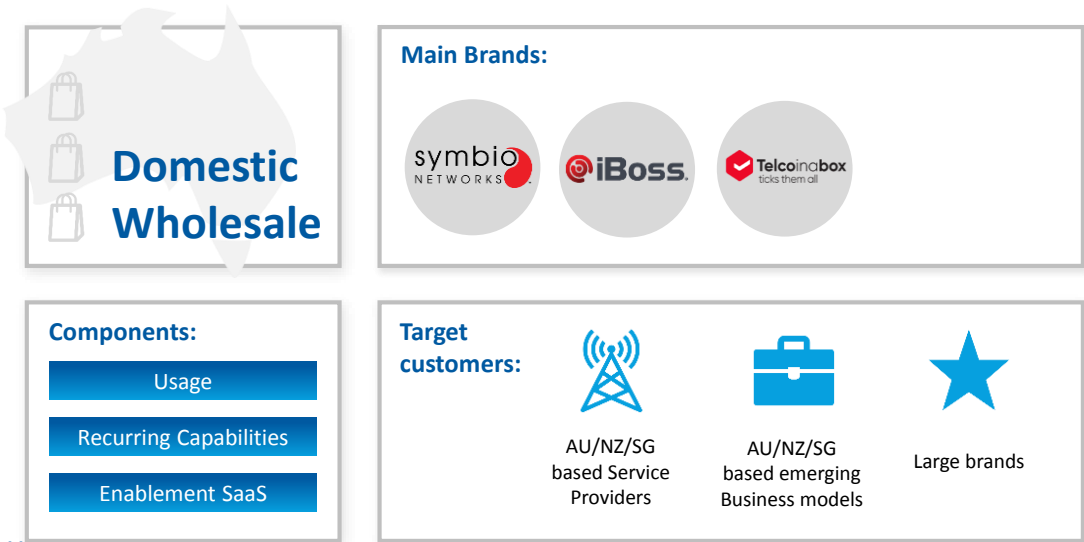 Domestic
Wholesale
Main Brands:
symbio
NETWORKS
iBoss.
Telcoinabox
ticks them all
Components:
Usage
Recurring Capabilities
Enablement SaaS
Target
customers:
AU/NZ/SG
based Service
Providers
AU/NZ/SG
based emerging
Business models
Large brands